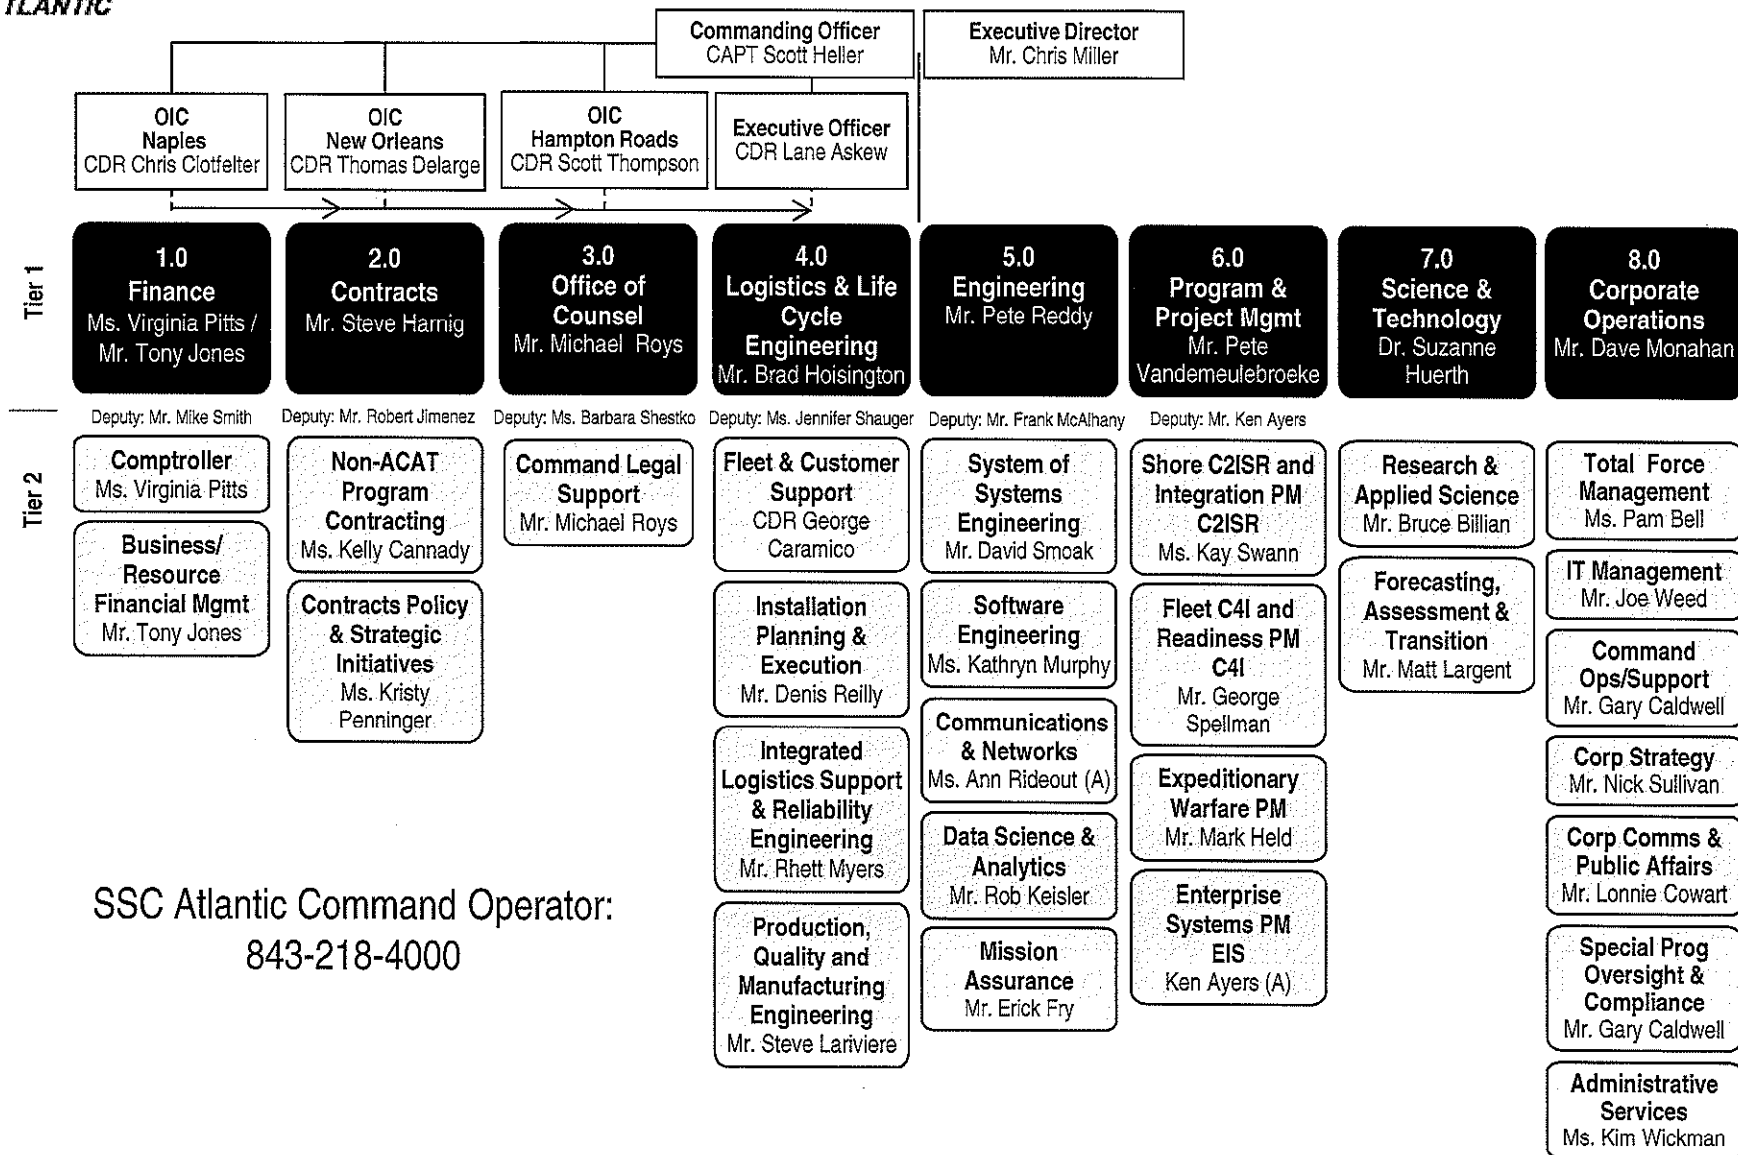 Commanding Officer
CAPT Scott Heller
Executive Director
Mr. Chris Miller
OIC
Naples
CDR Chris Clotfelter
OIC
New Orleans
CDR Thomas Delarge
OIC
Hampton Roads
CDR Scott Thompson
Executive Officer
CDR Lane Askew
Tier 1
1.0
Finance
Ms. Virginia Pitts /
Mr. Tony Jones
2.0
Contracts
Mr. Steve Harnig
3.0
Office of
Counsel
Mr. Michael Roys
4.0
Logistics & Life
Cycle
Engineering
Mr. Brad Hoisington
5.0
Engineering
Mr. Pete Reddy
6.0
Program &
Project Mgmt
Mr. Pete
Vandemeulebroeke
7.0
Science &
Technology
Dr. Suzanne
Huerth
8.0
Corporate
Operations
Mr. Dave Monahan
Tier 2
Deputy: Mr. Mike Smith
Comptroller
Ms. Virginia Pitts
Business/
Resource
Financial Mgmt
Mr. Tony Jones
Deputy: Mr. Robert Jimenez
Non-ACAT
Program
Contracting
Ms. Kelly Cannady
Contracts Policy
& Strategic
Initiatives
Ms. Kristy
Penninger
Deputy: Ms. Barbara Shestko
Command Legal
Support
Mr. Michael Roys
Deputy: Ms. Jennifer Shauger
Fleet & Customer
Support
CDR George
Caramico
Installation
Planning &
Execution
Mr. Denis Reilly
Integrated
Logistics Support
& Reliability
Engineering
Mr. Rhett Myers
Production,
Quality and
Manufacturing
Engineering
Mr. Steve Lariviere
Deputy: Mr. Frank McAlhany
System of
Systems
Engineering
Mr. David Smoak
Software
Engineering
Ms. Kathryn Murphy
Communications
& Networks
Ms. Ann Rideout (A)
Data Science &
Analytics
Mr. Rob Keisler
Mission
Assurance
Mr. Erick Fry
Deputy: Mr. Ken Ayers
Shore C2ISR and
Integration PM
C2ISR
Ms. Kay Swann
Fleet C4I and
Readiness PM
C4I
Mr. George
Spellman
Expeditionary
Warfare PM
Mr. Mark Held
Enterprise
Systems PM
EIS
Ken Ayers (A)
Research &
Applied Science
Mr. Bruce Billian
Forecasting,
Assessment &
Transition
Mr. Matt Largent
Total Force
Management
Ms. Pam Bell
IT Management
Mr. Joe Weed
Command
Ops/Support
Mr. Gary Caldwell
Corp Strategy
Mr. Nick Sullivan
Corp Comms &
Public Affairs
Mr. Lonnie Cowart
Special Prog
Oversight &
Compliance
Mr. Gary Caldwell
Administrative
Services
Ms. Kim Wickman
SSC Atlantic Command Operator:
843-218-4000